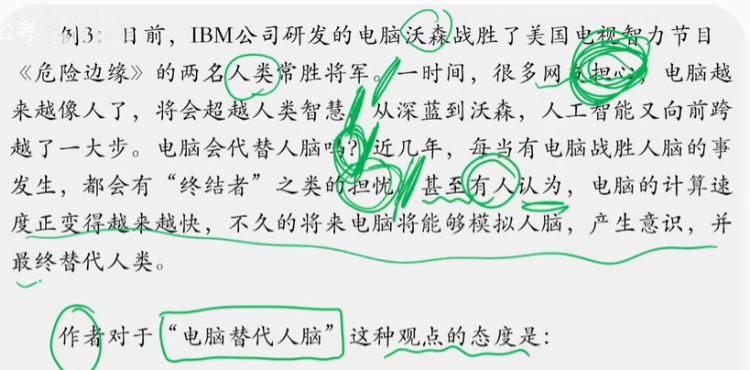 公考
例3：日前，IBM公司研发的电脑沃森战胜了美国电视智力节目
《危险边缘》的两名人类常胜将军。一时间，很多网友担心，电脑越
来越像人了，将会超越人类智慧。从深蓝到沃森，人工智能又向前跨
越了一大步。电脑会代替人脑吗？近几年，每当有电脑战胜人脑的事
发生，都会有“终结者”之类的担忧。甚至有人认为，电脑的计算速
度正变得越来越快，不久的将来电脑将能够模拟人脑，产生意识，并
最终替代人类。
作者对于“电脑替代人脑”这种观点的态度是：